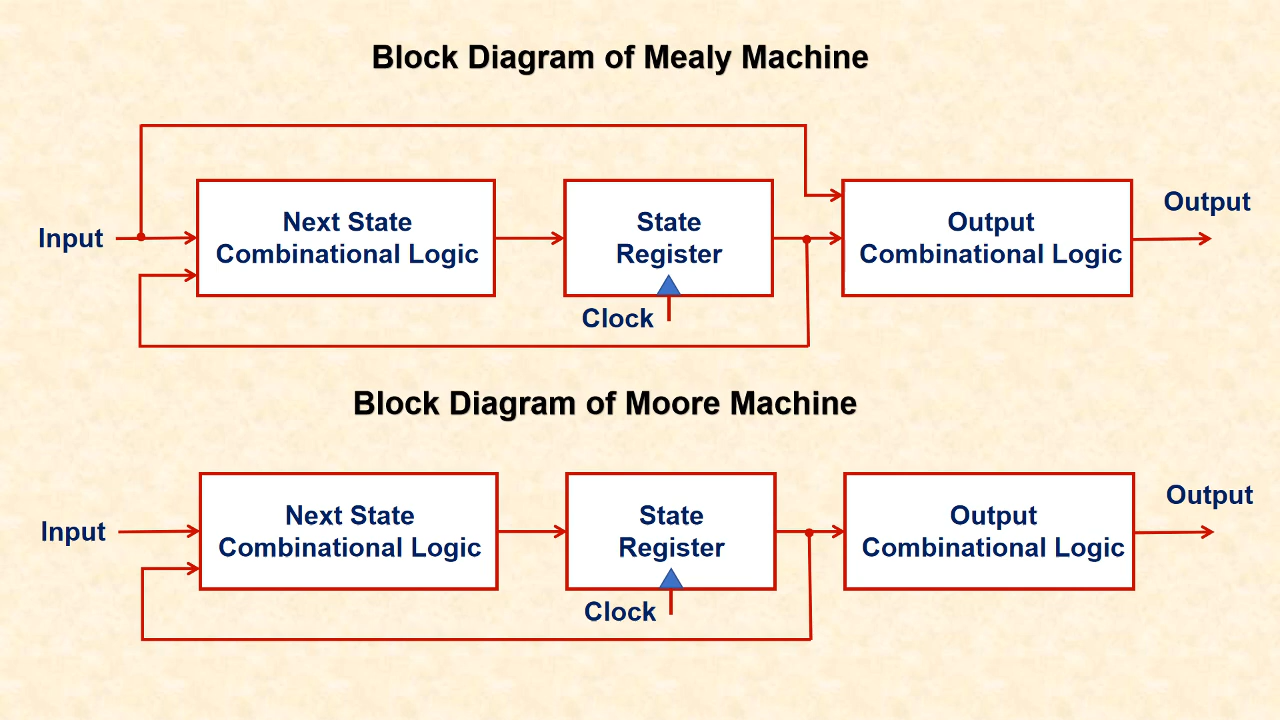 Block Diagram of Mealy Machine
Input
Next State
Combinational Logic
State
Register
Clock
Output
Combinational Logic
Output
Block Diagram of Moore Machine
Input
Next State
Combinational Logic
State
Register
Clock
Output
Combinational Logic
Output